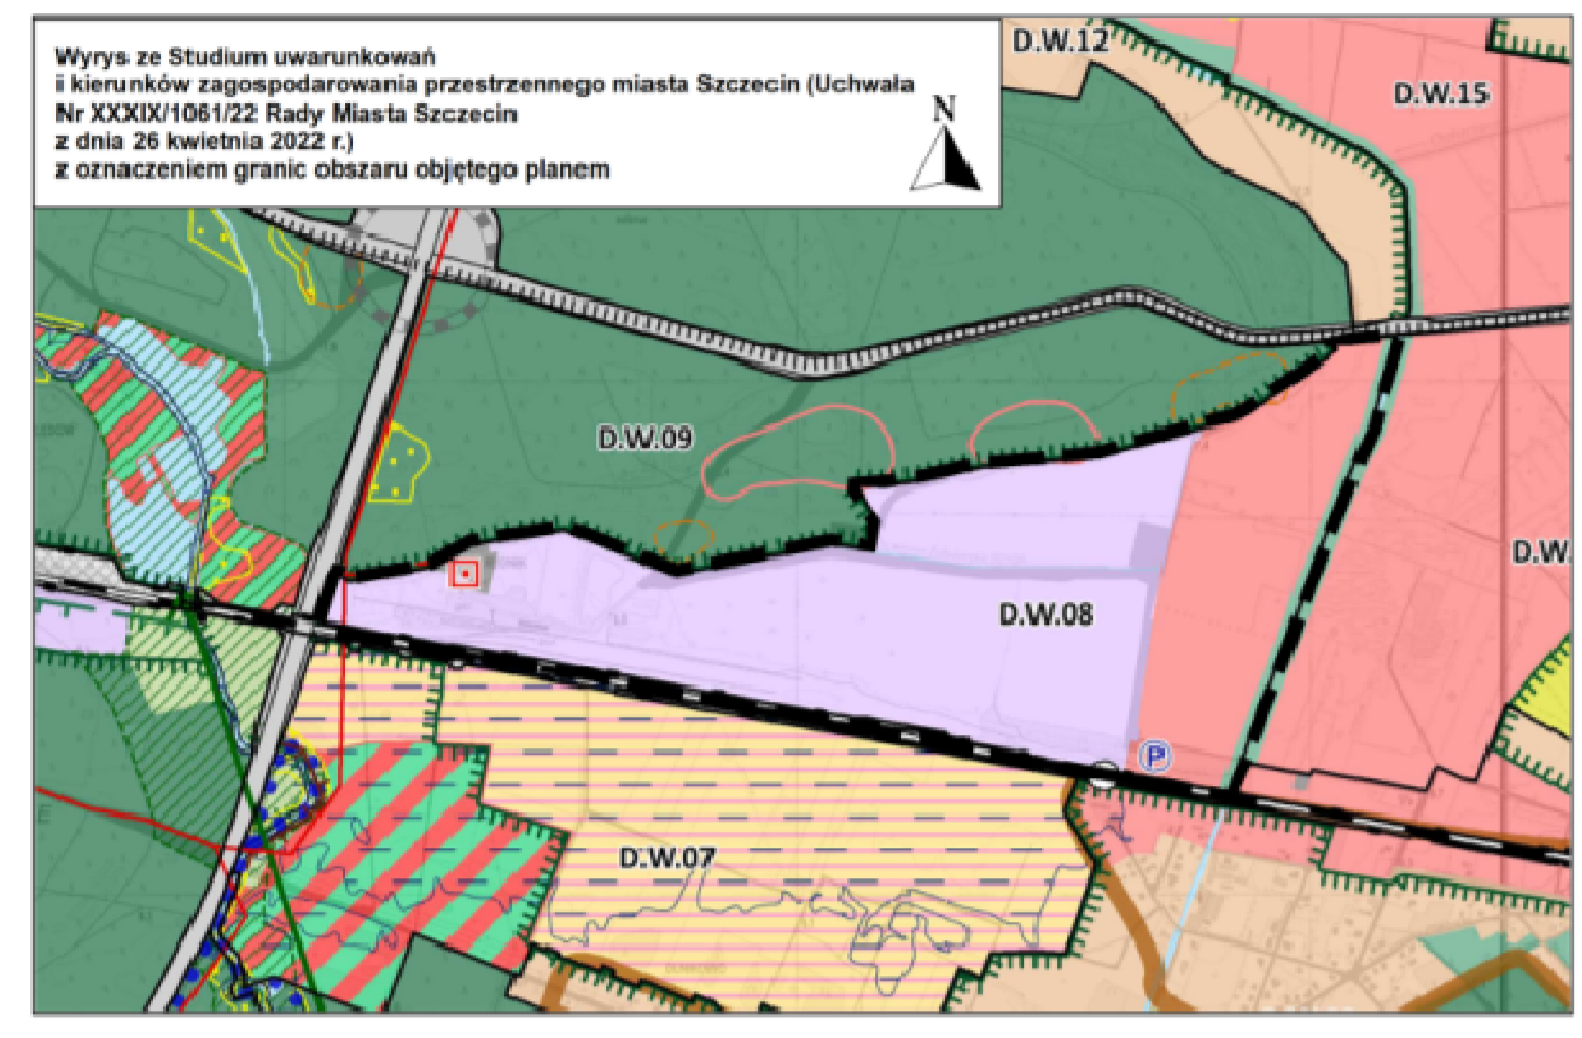 Wyrys ze Studium uwarunkowań
ii kierunków zagospodarowania przestrzennego miasta Szczecin (Uchwała
Nr XXXIX/1061/22 Rady Miasta Szczecin
z dnia 26 kwietnia 2022 r.)
z oznaczeniem granic obszaru objętego planem
N
D.W.12
D.W.15
D.W.09
D.W.
D.W.08
P
D.W.07